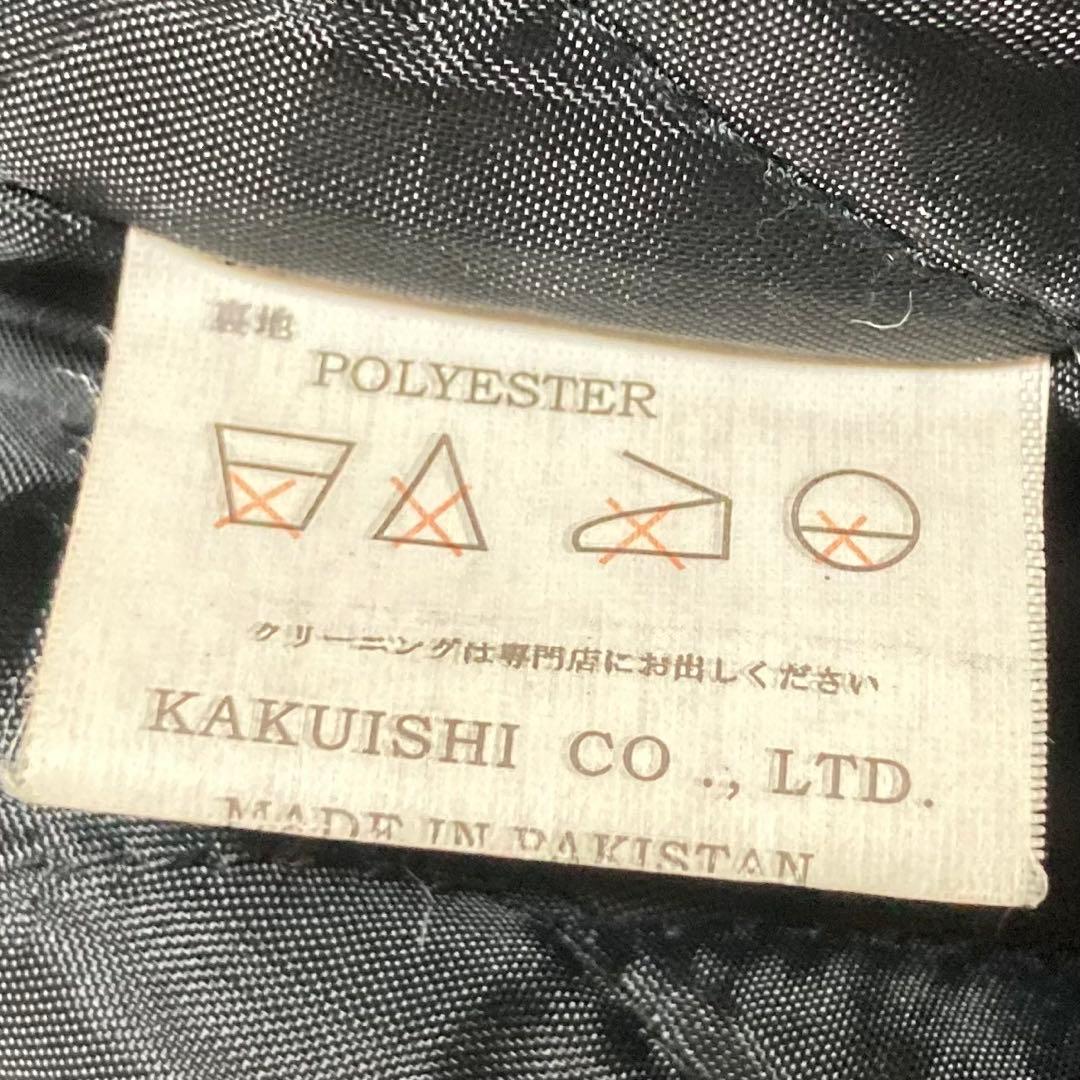 裏地
POLYESTER
クリーニングは専門店にお出しください
KAKUISHI CO., LTD.
MADE IN PAKISTAN